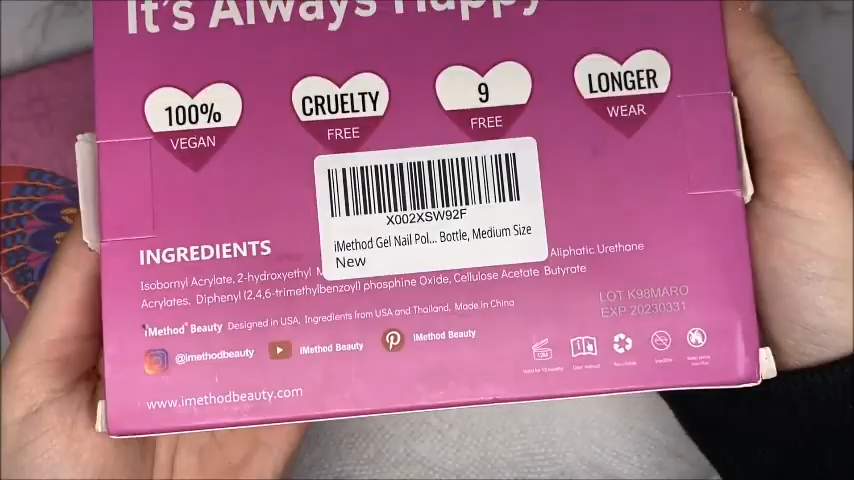 It's Always Happy
100%
VEGAN
CRUELTY
FREE
9
FREE
LONGER
WEAR
X002XSW92F
iMethod Gel Nail Pol... Bottle, Medium Size
New
INGREDIENTS
Isobornyl Acrylate, 2-hydroxyethyl Aliphatic Urethane
Acrylates, Diphenyl (2,4,6-trimethylbenzoyl) phosphine Oxide, Cellulose Acetate Butyrate
iMethod® Beauty Designed in USA, Ingredients from USA and Thailand, Made in China
LOT K98MARO
EXP 20230331
@imethodbeauty iMethod Beauty iMethod Beauty
12M
www.imethodbeauty.com